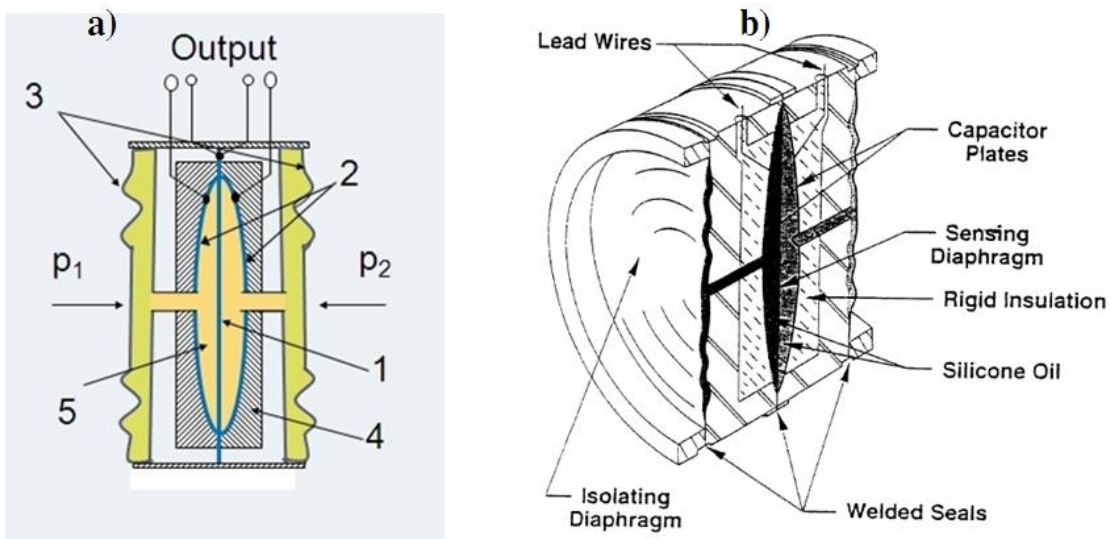 a)
Output
3
2
p1
p2
1
5
4
b)
Lead Wires
Capacitor
Plates
Sensing
Diaphragm
Rigid Insulation
Silicone Oil
Isolating
Diaphragm
Welded Seals